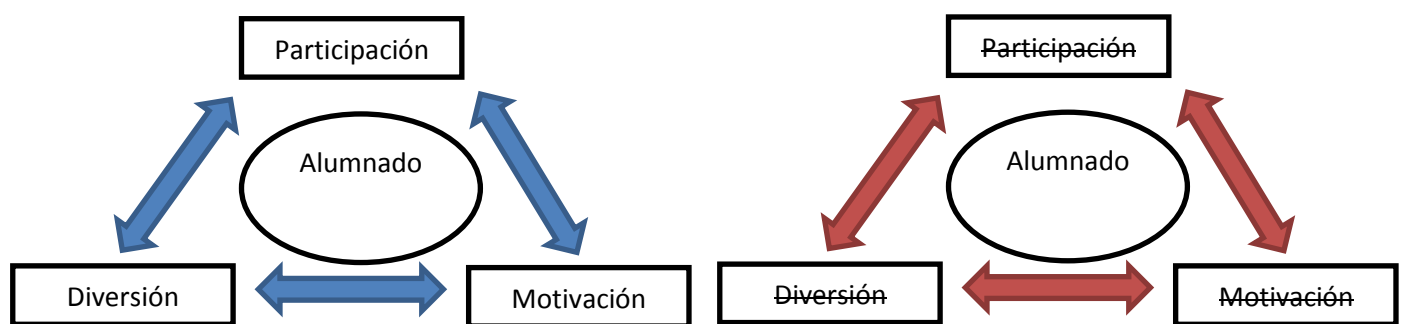 Participación
Alumnado
Diversión
Motivación
Participación
Alumnado
Diversión
Motivación